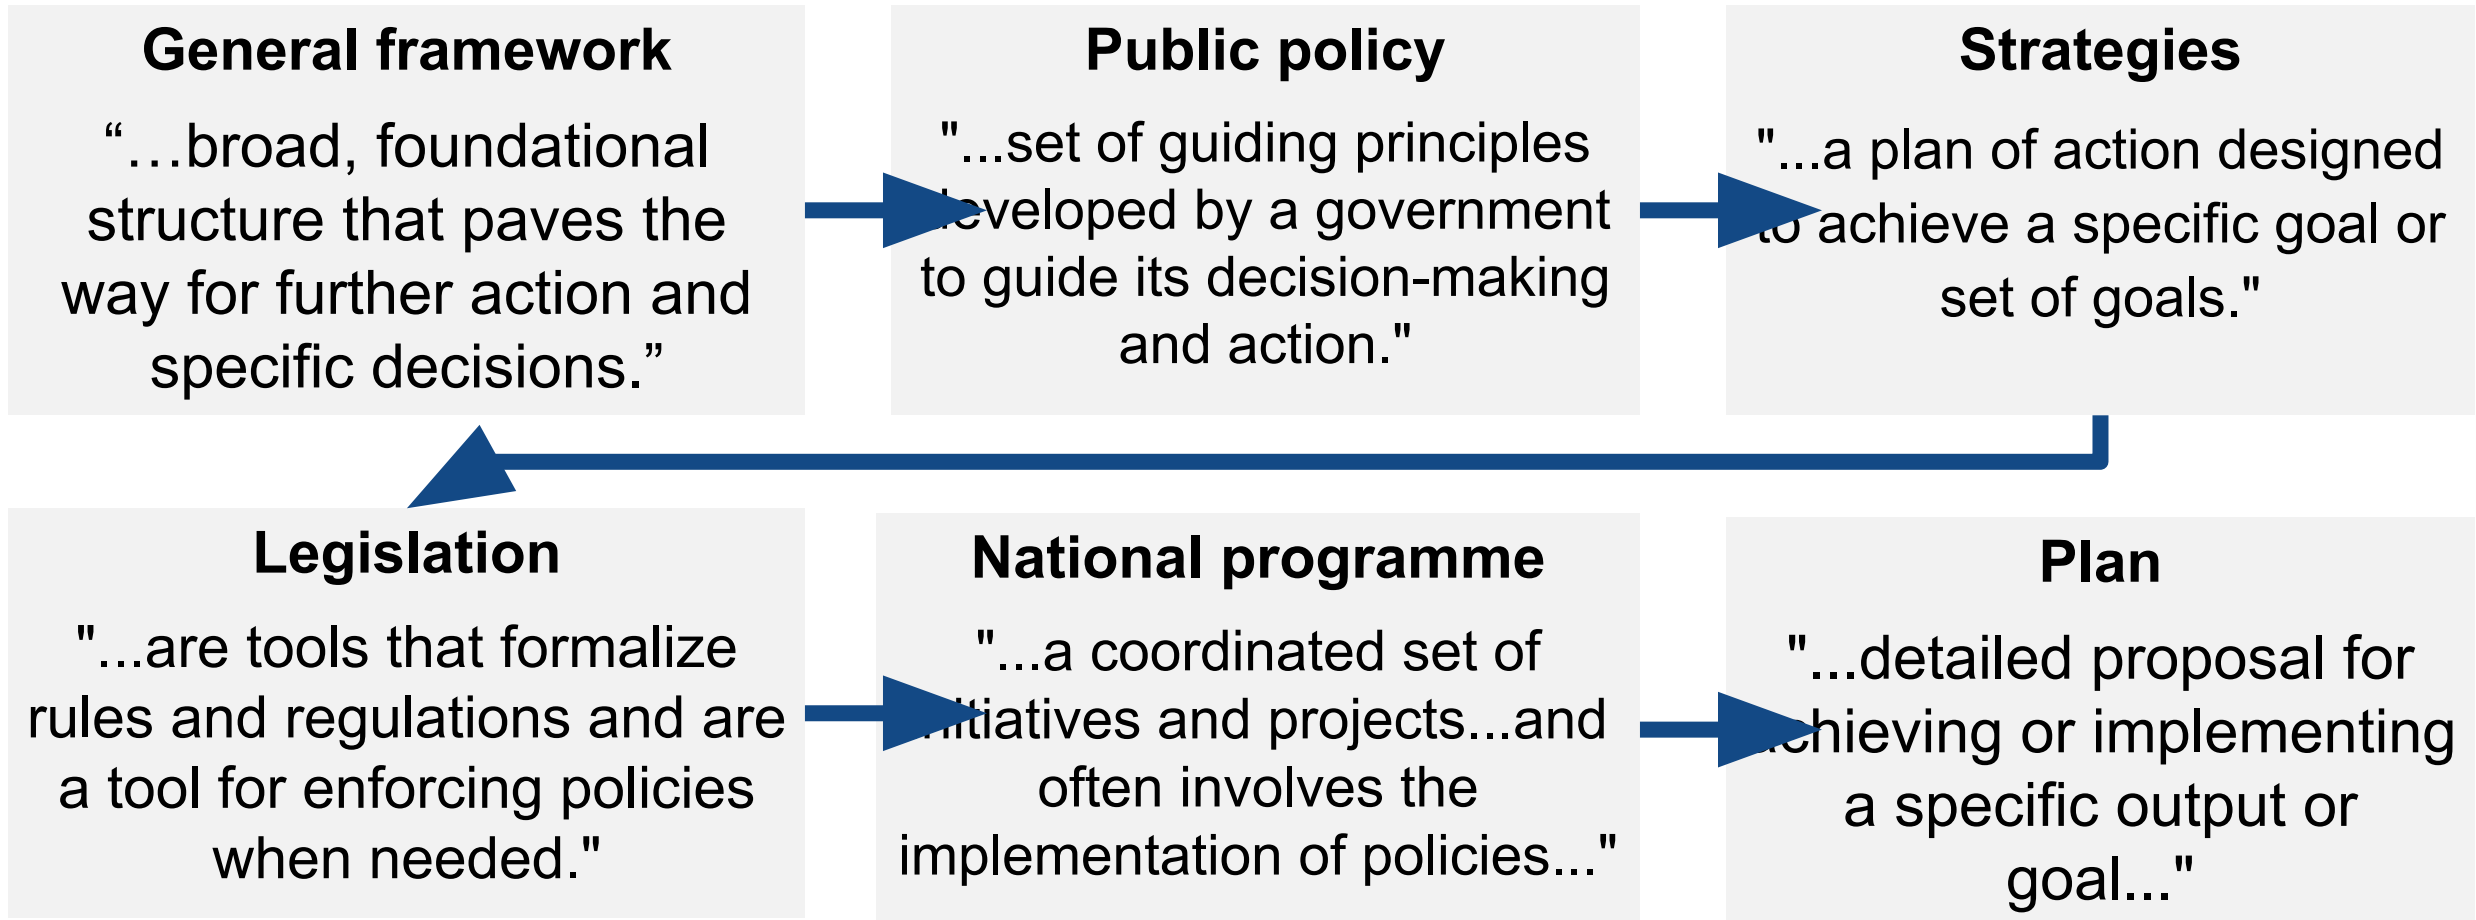 General framework
“…broad, foundational
structure that paves the
way for further action and
specific decisions.”
Public policy
"...set of guiding principles
developed by a government
to guide its decision-making
and action."
Strategies
"...a plan of action designed
to achieve a specific goal or
set of goals."
Legislation
"...are tools that formalize
rules and regulations and are
a tool for enforcing policies
when needed."
National programme
"...a coordinated set of
initiatives and projects...and
often involves the
implementation of policies..."
Plan
"...detailed proposal for
achieving or implementing
a specific output or
goal..."